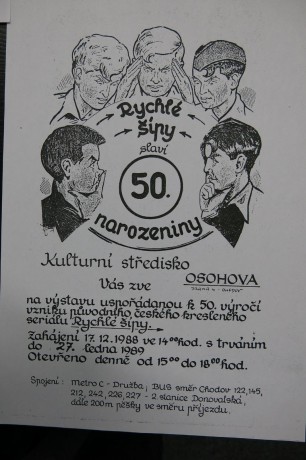 Rychlé
šípy
slaví
50.
narozeniny
Kulturní středisko
OSOHOVA
Vás zve
na výstavu uspořádanou k 50. výročí
vzniku původního českého kresleného
seriálu Rychlé šípy.
Zahájení 17. 12. 1988 ve 14⁰⁰hod. s trváním
do 27. ledna 1989
Otevřeno denně od 15⁰⁰ do 18⁰⁰hod.
Spojení : Metro C - Družba ; BUS směr Chodov 122,145,
212, 242, 226, 227 - 2. stanice Donovalská,
dále 200m pěšky ve směru příjezdu.